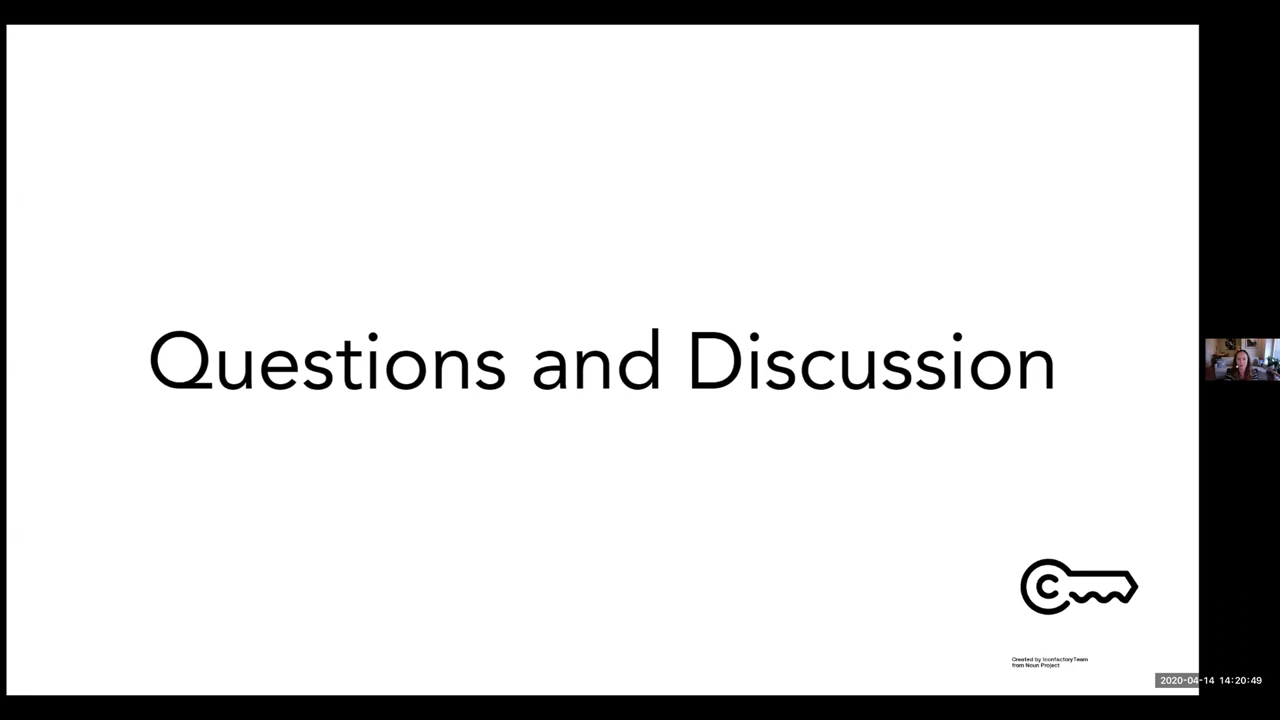 Questions and Discussion
C
Created by IconfactoryTeam
from Noun Project
2020-04-14 14:20:49